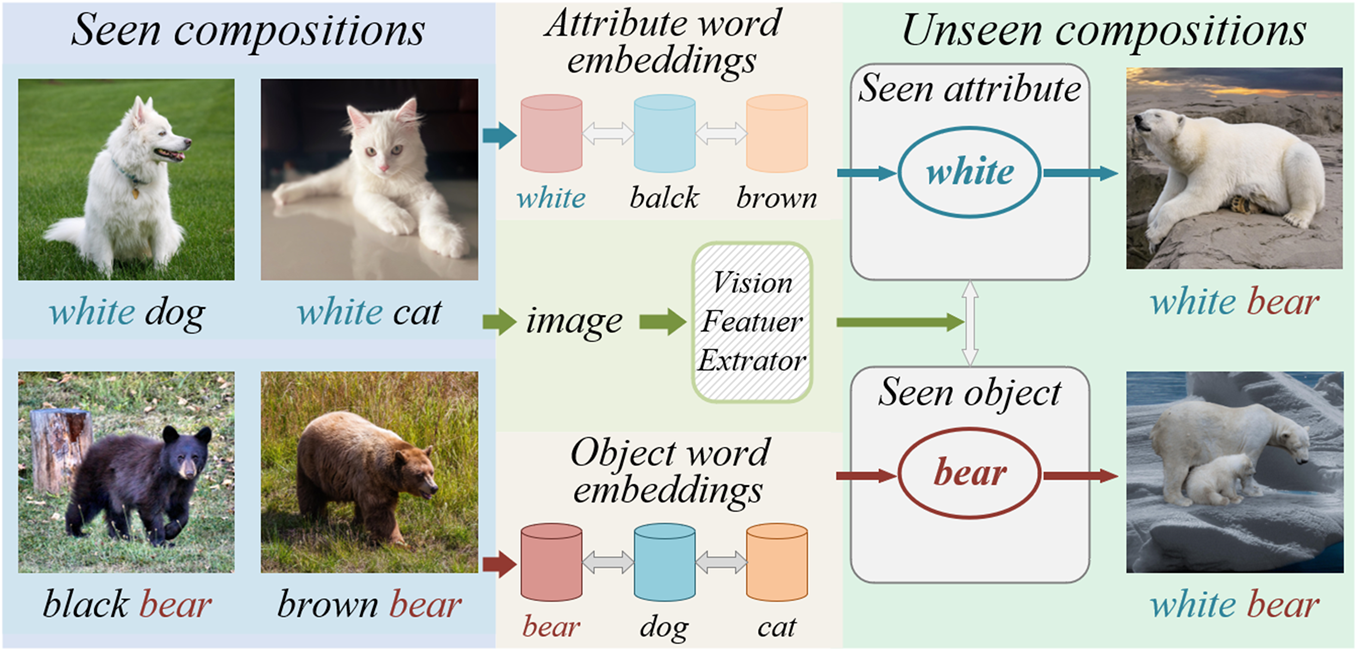 Seen compositions
white dog
white cat
black bear
brown bear
Attribute word
embeddings
white
balck
brown
image
Vision
Featuer
Extrator
Object word
embeddings
bear
dog
cat
Unseen compositions
Seen attribute
white
white bear
Seen object
bear
white bear